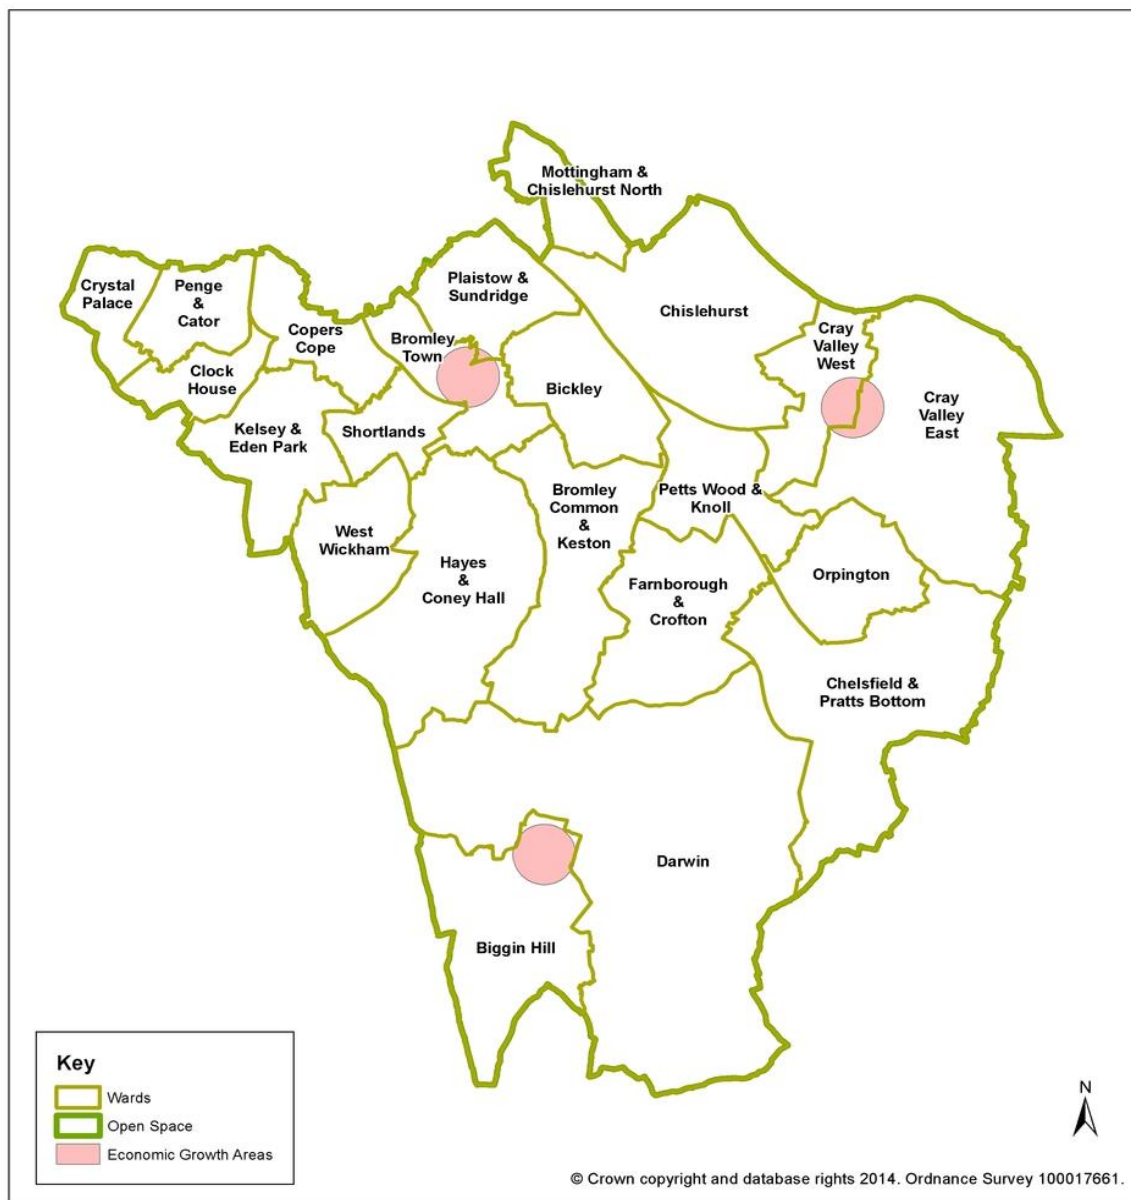 Mottingham &
Chislehurst North
Plaistow &
Sundridge
Crystal
Palace
Penge
&
Cator
Chislehurst
Copers
Cope
Bromley
Town
Cray
Valley
West
Clock
House
Bickley
Cray
Valley
East
Kelsey &
Eden Park
Shortlands
Bromley
Common
&
Keston
Petts Wood &
Knoll
West
Wickham
Hayes
&
Coney Hall
Farnborough
&
Crofton
Orpington
Chelsfield &
Pratts Bottom
Darwin
Biggin Hill
Key
Wards
Open Space
Economic Growth Areas
N
© Crown copyright and database rights 2014. Ordnance Survey 100017661.